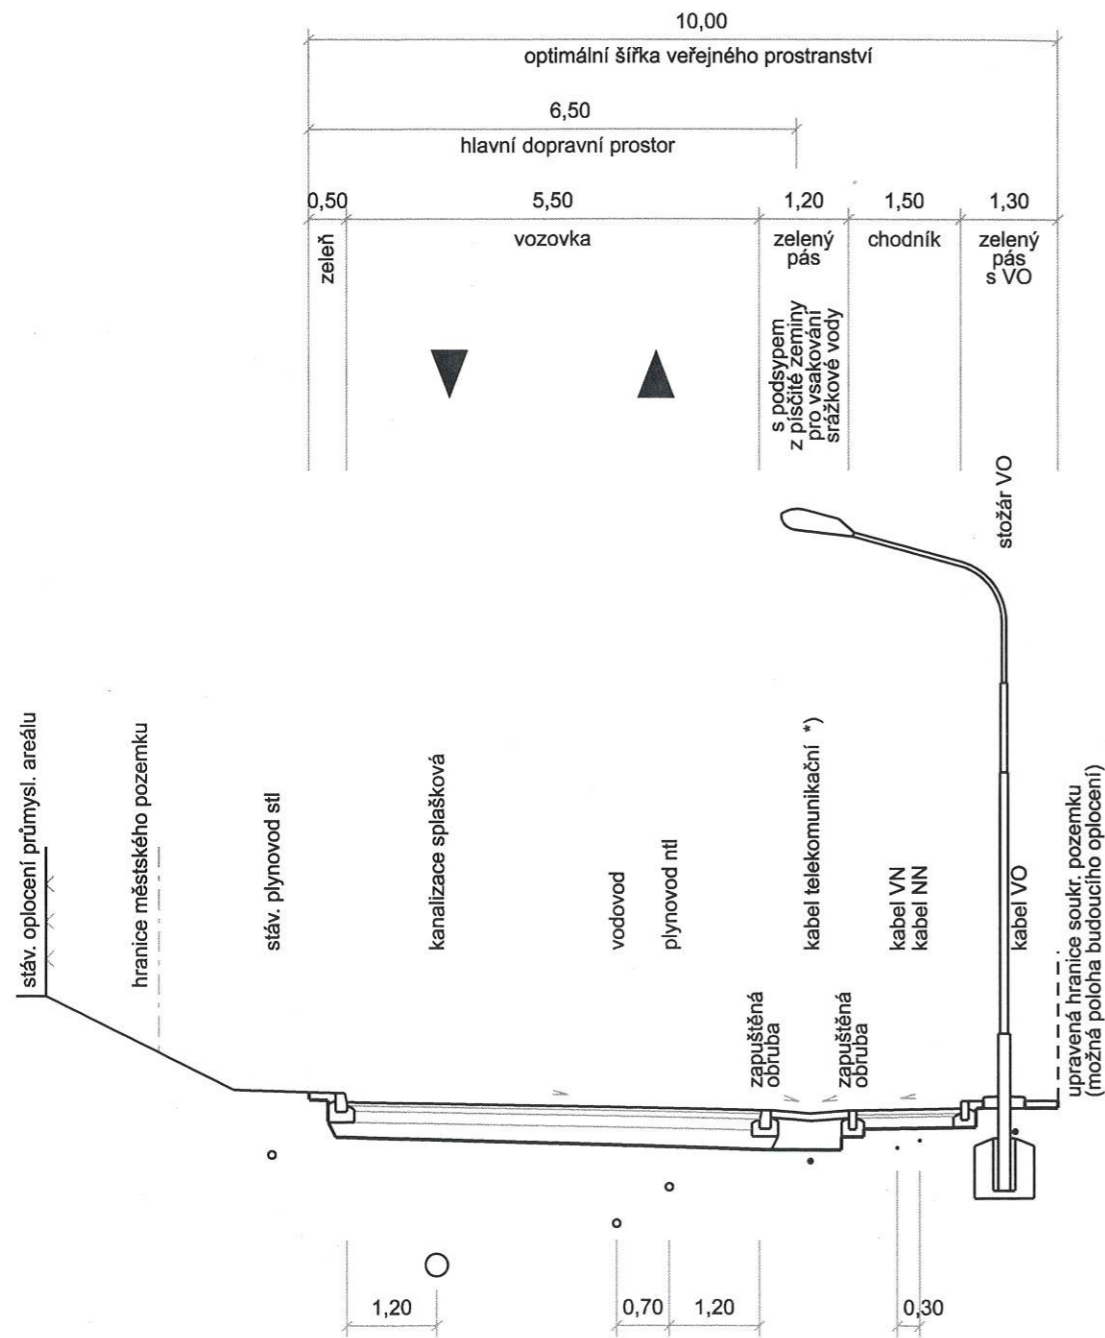 10,00
optimální šířka veřejného prostranství
6,50
hlavní dopravní prostor
0,50
5,50
1,20
1,50
1,30
zeleň
vozovka
zelený
pás
chodník
zelený
pás
s VO
s podsypem
z písčité zeminy
pro vsakování
srážkové vody
stožár VO
stáv. oplocení průmysl. areálu
hranice městského pozemku
stáv. plynovod stl
kanalizace splašková
vodovod
plynovod ntl
kabel telekomunikační *)
kabel VN
kabel NN
kabel VO
zapuštěná
obruba
zapuštěná
obruba
upravená hranice soukr. pozemku
(možná poloha budoucího oplocení)
1,20
0,70
1,20
0,30